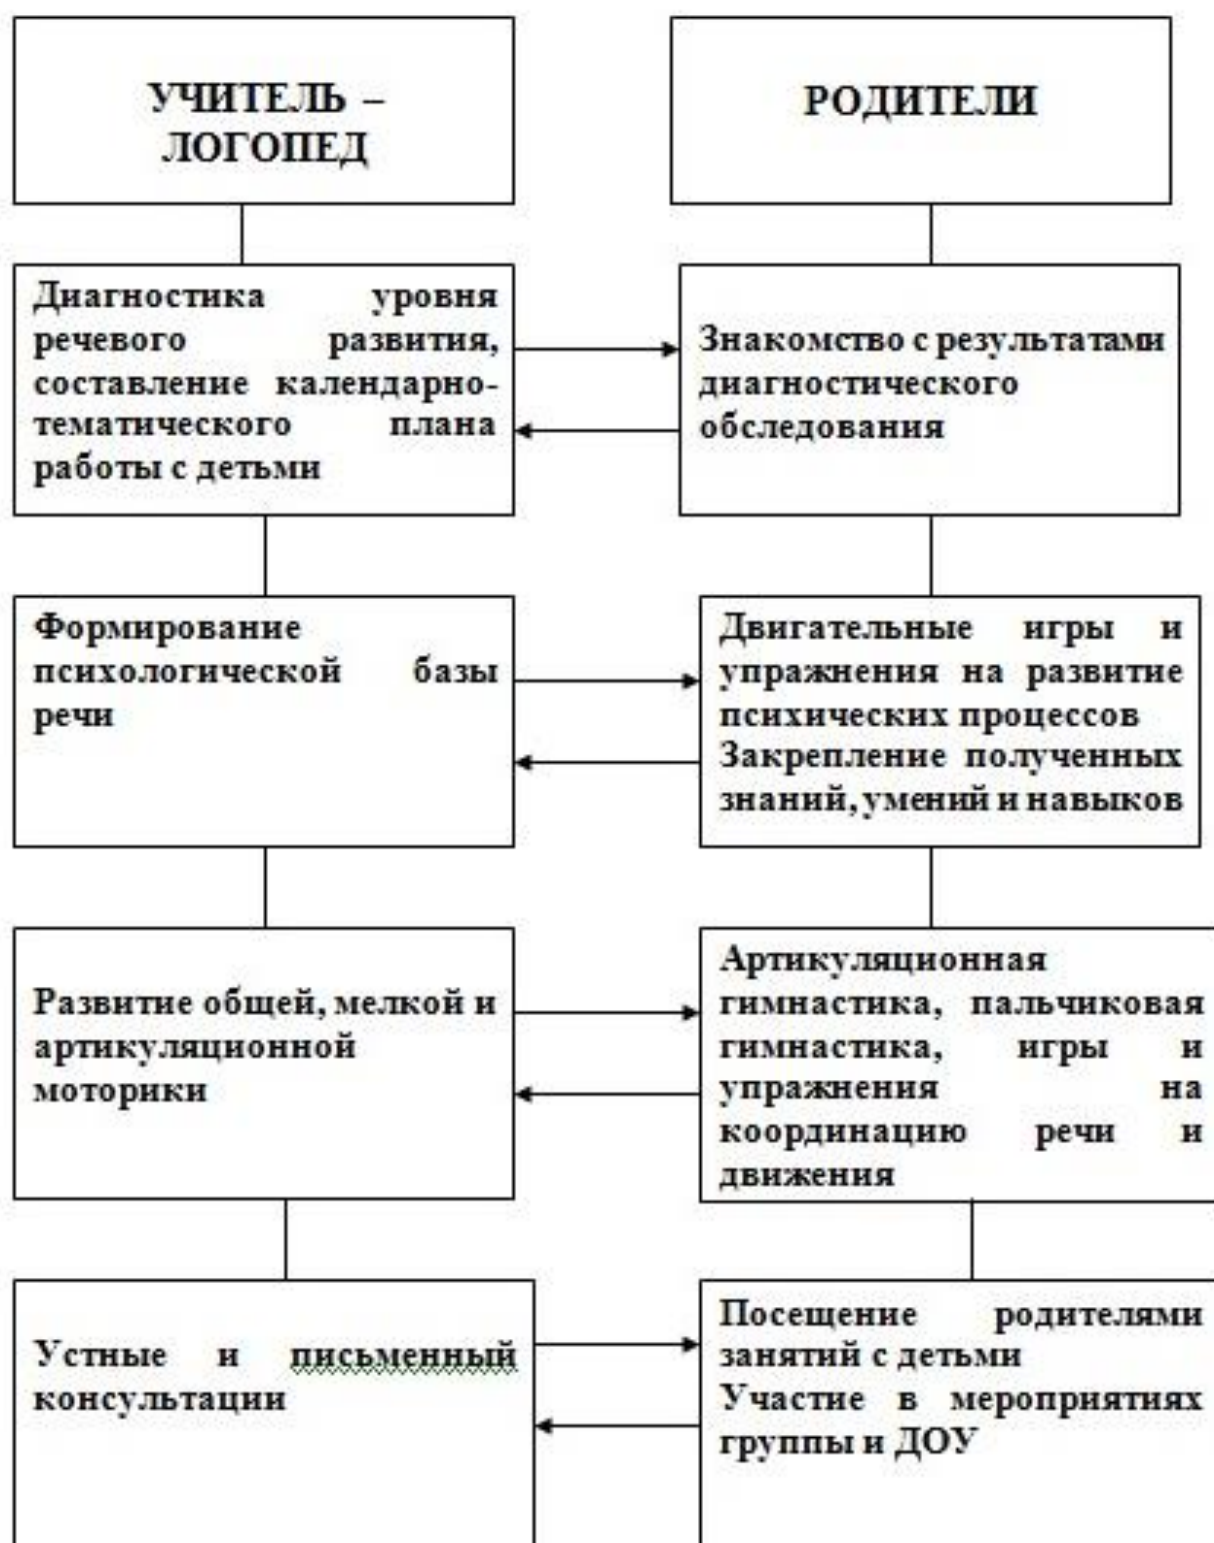 УЧИТЕЛЬ –
ЛОГОПЕД
РОДИТЕЛИ
Диагностика уровня
речевого развития,
составление календарно-
тематического плана
работы с детьми
Знакомство с результатами
диагностического
обследования
Формирование
психологической базы
речи
Двигательные игры и
упражнения на развитие
психических процессов
Закрепление полученных
знаний, умений и навыков
Развитие общей, мелкой и
артикуляционной
моторики
Артикуляционная
гимнастика, пальчиковая
гимнастика, игры и
упражнения на
координацию речи и
движения
Устные и письменный
консультации
Посещение родителями
занятий с детьми
Участие в мероприятиях
группы и ДОУ